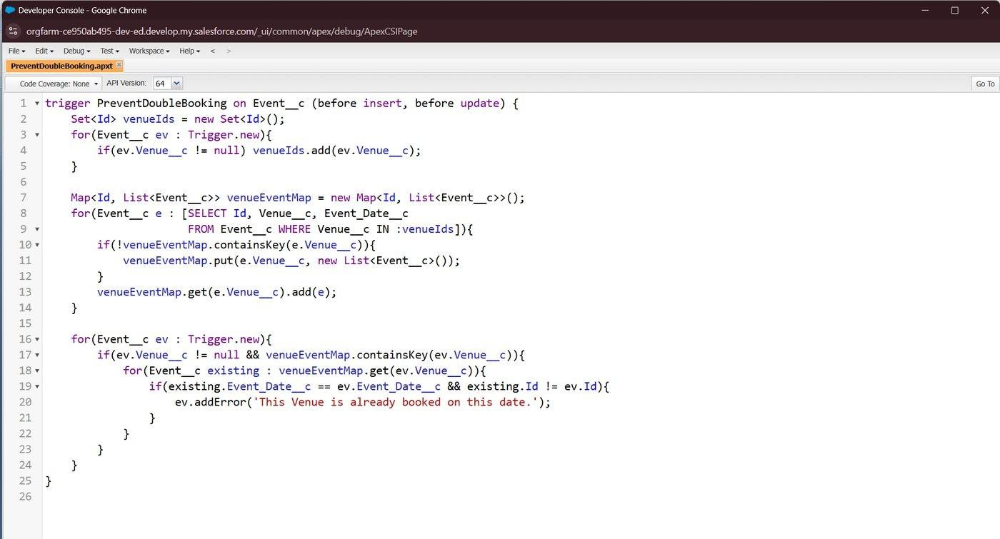 Developer Console - Google Chrome
orgfarm-ce950ab495-dev-ed.develop.my.salesforce.com/_ui/common/apex/debug/ApexCSIPage
File Edit Debug Test Workspace Help < >
PreventDoubleBooking.apxt
Code Coverage: None API Version: 64 Go To
1 trigger PreventDoubleBooking on Event__c (before insert, before update) {
2     Set<Id> venueIds = new Set<Id>();
3     for(Event__c ev : Trigger.new){
4         if(ev.Venue__c != null) venueIds.add(ev.Venue__c);
5     }
6
7     Map<Id, List<Event__c>> venueEventMap = new Map<Id, List<Event__c>>();
8     for(Event__c e : [SELECT Id, Venue__c, Event_Date__c
9                       FROM Event__c WHERE Venue__c IN :venueIds]){
10         if(!venueEventMap.containsKey(e.Venue__c)){
11             venueEventMap.put(e.Venue__c, new List<Event__c>());
12         }
13         venueEventMap.get(e.Venue__c).add(e);
14     }
15
16     for(Event__c ev : Trigger.new){
17         if(ev.Venue__c != null && venueEventMap.containsKey(ev.Venue__c)){
18             for(Event__c existing : venueEventMap.get(ev.Venue__c)){
19                 if(existing.Event_Date__c == ev.Event_Date__c && existing.Id != ev.Id){
20                     ev.addError('This Venue is already booked on this date.');
21                 }
22             }
23         }
24     }
25 }
26